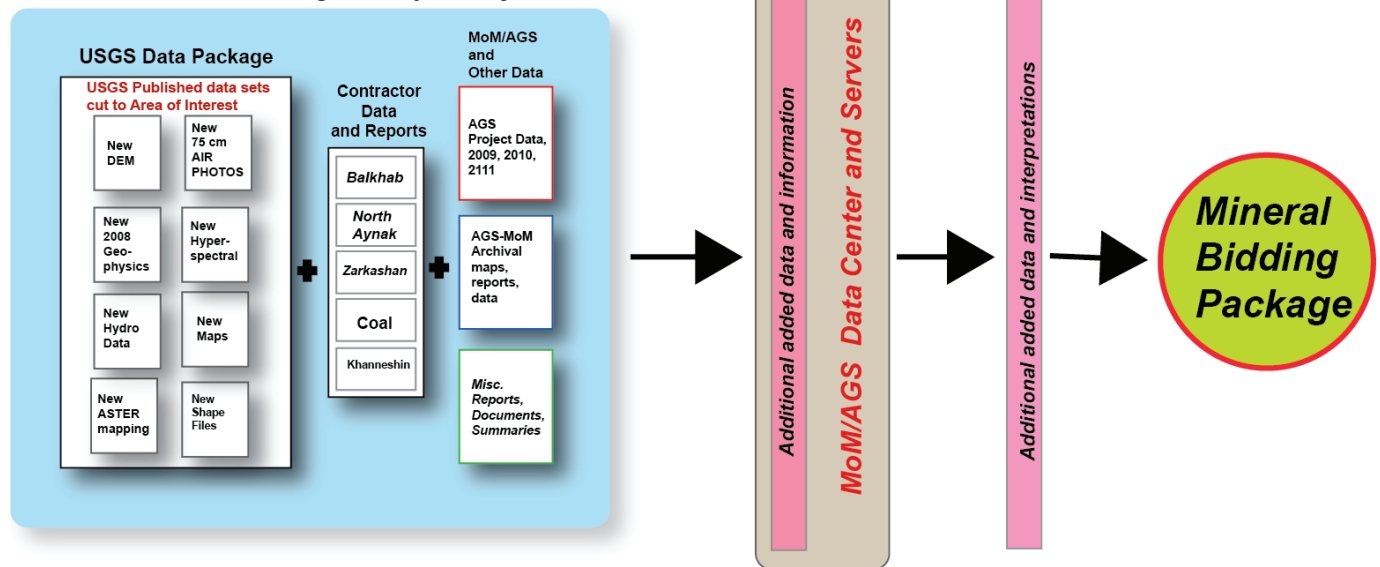 USGS Data Package
USGS Published data sets
cut to Area of Interest
New
DEM
New
75 cm
AIR
PHOTOS
New
2008
Geo-
physics
New
Hyper-
spectral
New
Hydro
Data
New
Maps
New
ASTER
mapping
New
Shape
Files
Contractor
Data
and Reports
Balkhab
North
Aynak
Zarkashan
Coal
Khanneshin
MoM/AGS
and
Other Data
AGS
Project Data,
2009, 2010,
2111
AGS-MoM
Archival
maps,
reports,
data
Misc.
Reports,
Documents,
Summaries
Additional added data and information
MoM/AGS Data Center and Servers
Additional added data and interpretations
Mineral
Bidding
Package